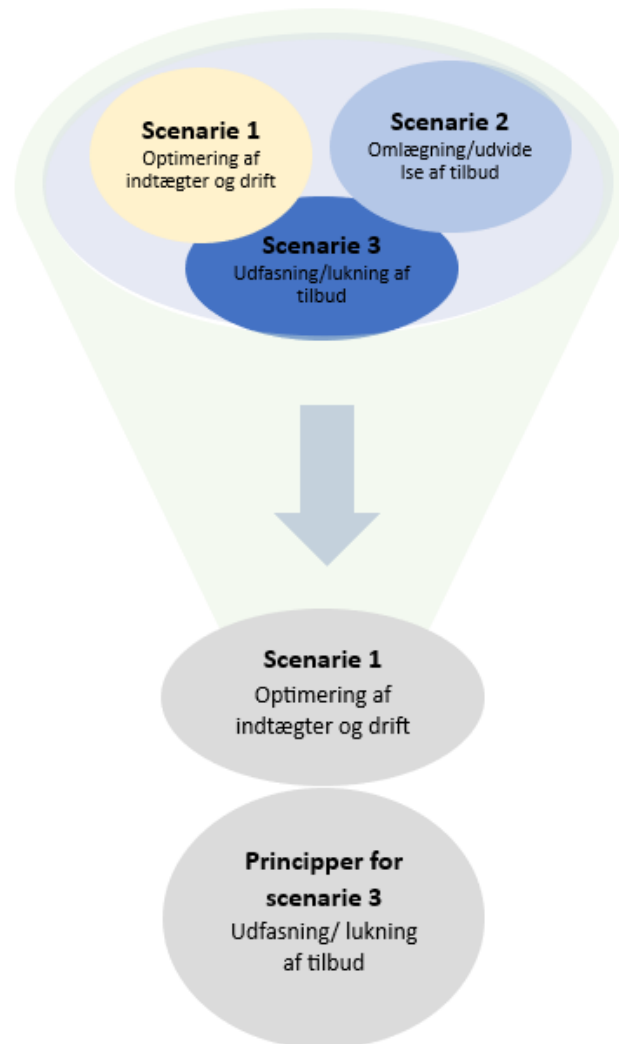 Scenarie 1
Optimering af
indtægter og drift
Scenarie 2
Omlægning/udvide
lse af tilbud
Scenarie 3
Udfasning/lukning af
tilbud
Scenarie 1
Optimering af
indtægter og drift
Principper for
scenarie 3
Udfasning/ lukning
af tilbud